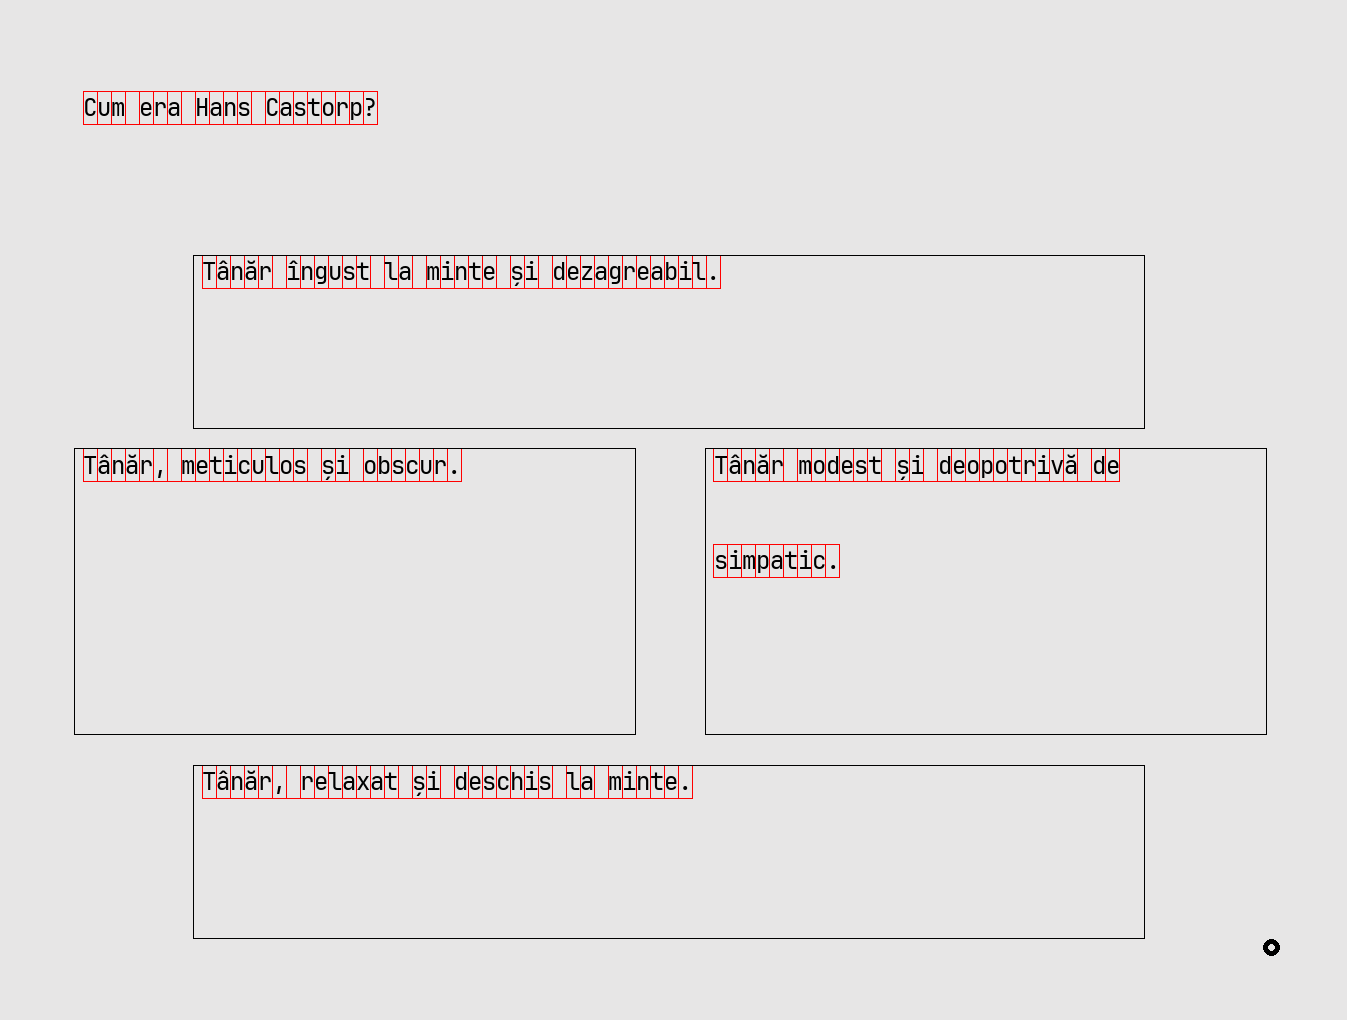 Cum era Hans Castorp?
Tânăr îngust la minte și dezagreabil.
Tânăr, meticulos și obscur.
Tânăr modest și deopotrivă de
simpatic.
Tânăr, relaxat și deschis la minte.